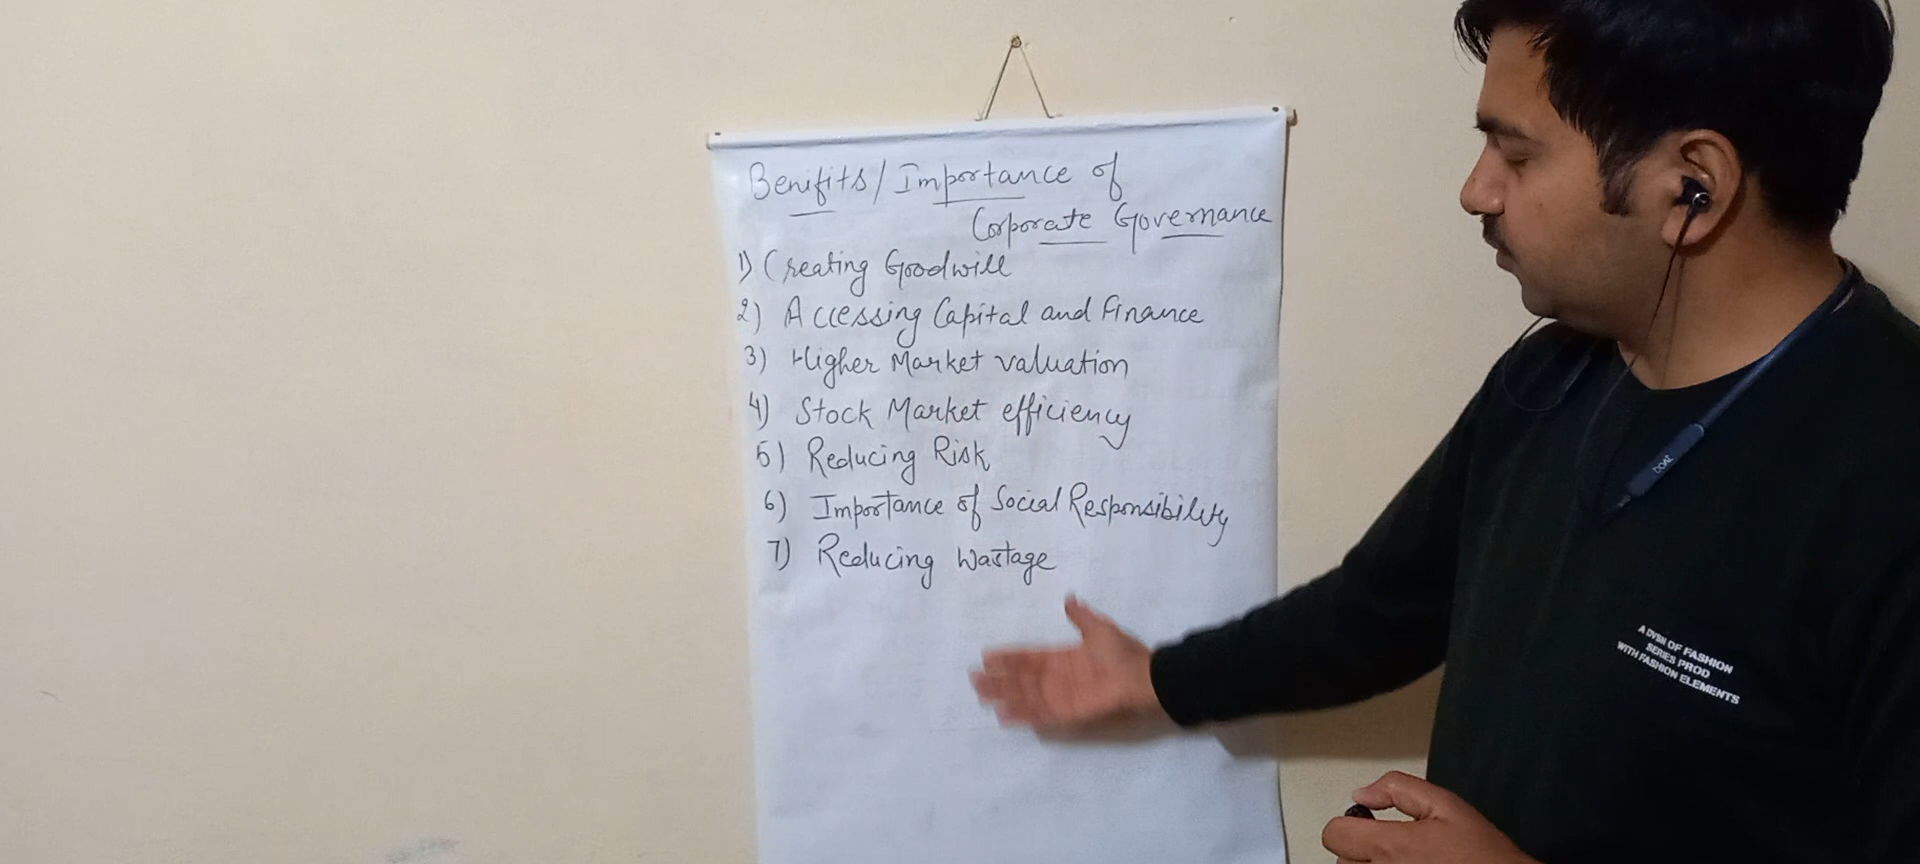 Benifits/Importance of
Corporate Governance
1) Creating Goodwill
2) Accessing Capital and Finance
3) Higher Market valuation
4) Stock Market efficiency
5) Reducing Risk
6) Importance of Social Responsibility
7) Reducing Wastage
boAt
A DVSN OF FASHION
SERIES PROD
WITH FASHION ELEMENTS